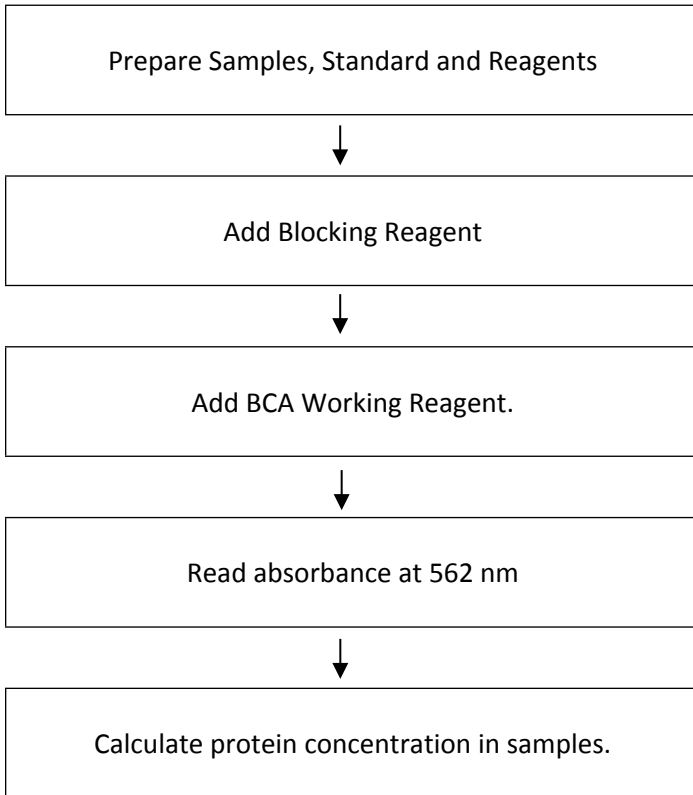 Prepare Samples, Standard and Reagents
Add Blocking Reagent
Add BCA Working Reagent.
Read absorbance at 562 nm
Calculate protein concentration in samples.